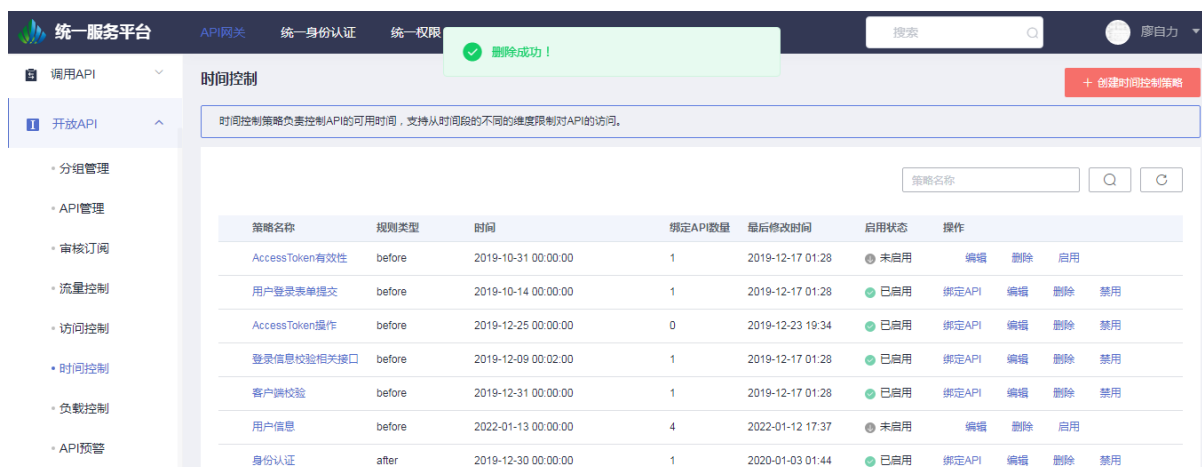 统一服务平台 API网关 统一身份认证 统一权限 搜索 廖自力
删除成功！
调用API
时间控制
+ 创建时间控制策略
开放API
时间控制策略负责控制API的可用时间，支持从时间段的不同的维度限制对API的访问。
分组管理
策略名称
API管理
策略名称 规则类型 时间 绑定API数量 最后修改时间 启用状态 操作
审核订阅
AccessToken有效性 before 2019-10-31 00:00:00 1 2019-12-17 01:28 未启用 编辑 删除 启用
流量控制
用户登录表单提交 before 2019-10-14 00:00:00 1 2019-12-17 01:28 已启用 绑定API 编辑 删除 禁用
访问控制
AccessToken操作 before 2019-12-25 00:00:00 0 2019-12-23 19:34 已启用 绑定API 编辑 删除 禁用
时间控制
登录信息校验相关接口 before 2019-12-09 00:02:00 1 2019-12-17 01:28 已启用 绑定API 编辑 删除 禁用
客户端校验 before 2019-12-31 00:00:00 1 2019-12-17 01:28 已启用 绑定API 编辑 删除 禁用
负载控制
用户信息 before 2022-01-13 00:00:00 4 2022-01-12 17:37 未启用 编辑 删除 启用
API预警
身份认证 after 2019-12-30 00:00:00 1 2020-01-03 01:44 已启用 绑定API 编辑 删除 禁用